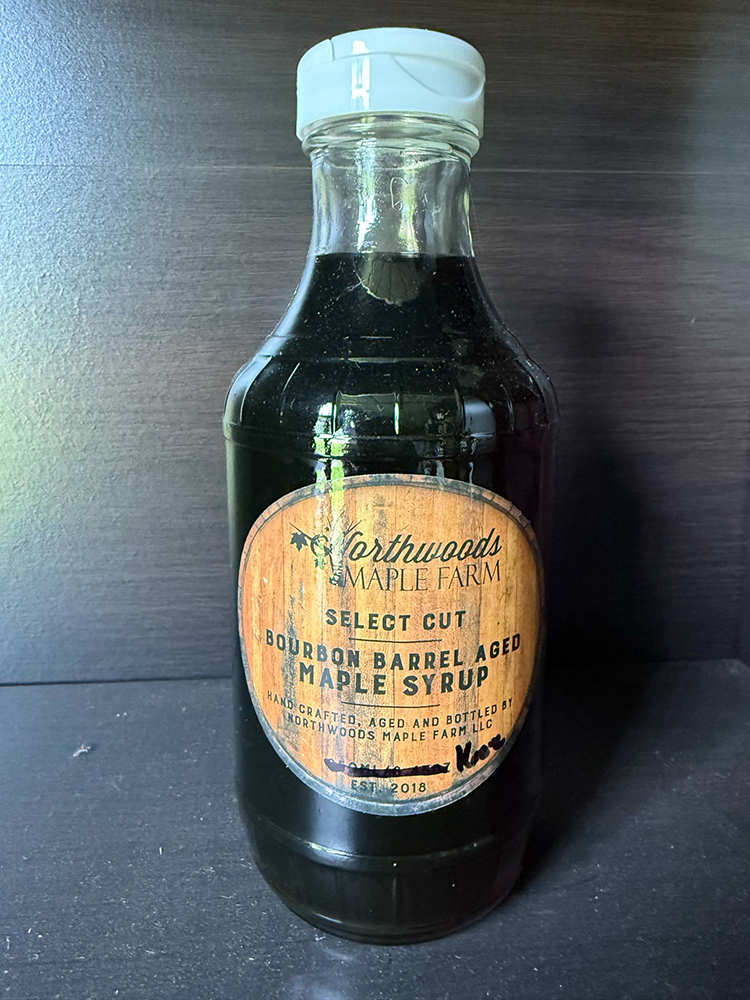 Northwoods
MAPLE FARM
SELECT CUT
BOURBON BARREL AGED
MAPLE SYRUP
HAND CRAFTED, AGED AND BOTTLED BY
NORTHWOODS MAPLE FARM LLC
EST. 2018